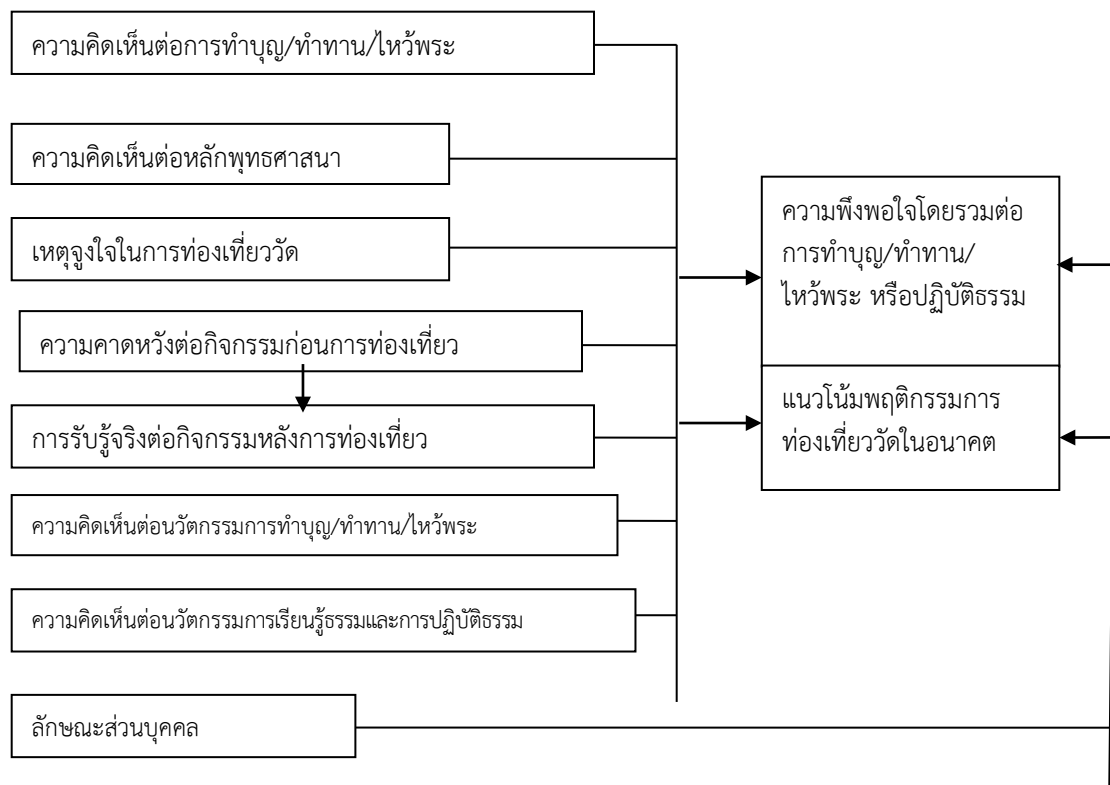 ความคิดเห็นต่อการทำบุญ/ทำทาน/ไหว้พระ
ความคิดเห็นต่อหลักพุทธศาสนา
เหตุจูงใจในการท่องเที่ยววัด
ความคาดหวังต่อกิจกรรมก่อนการท่องเที่ยว
การรับรู้จริงต่อกิจกรรมหลังการท่องเที่ยว
ความคิดเห็นต่อนวัตกรรมการทำบุญ/ทำทาน/ไหว้พระ
ความคิดเห็นต่อนวัตกรรมการเรียนรู้ธรรมและการปฏิบัติธรรม
ลักษณะส่วนบุคคล
ความพึงพอใจโดยรวมต่อ
การทำบุญ/ทำทาน/
ไหว้พระ หรือปฏิบัติธรรม
แนวโน้มพฤติกรรมการ
ท่องเที่ยววัดในอนาคต